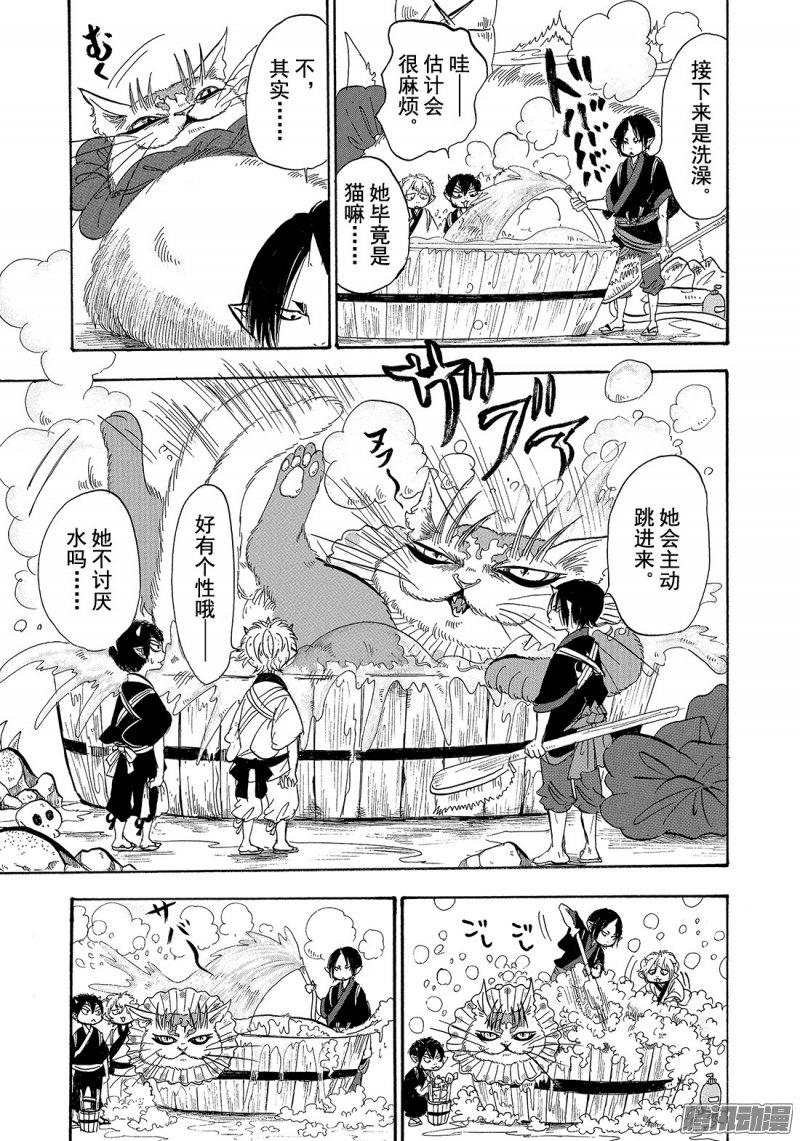 接下来是洗澡。
ドドドド
哇——
估计会
很麻烦。
她毕竟是
猫嘛……
不，
其实……
むく
她会主动
跳进来。
ザブァ
ヌァ～
好有个性哦——
她不讨厌
水吗……
ごし
ごし
ザバー
腾讯动漫